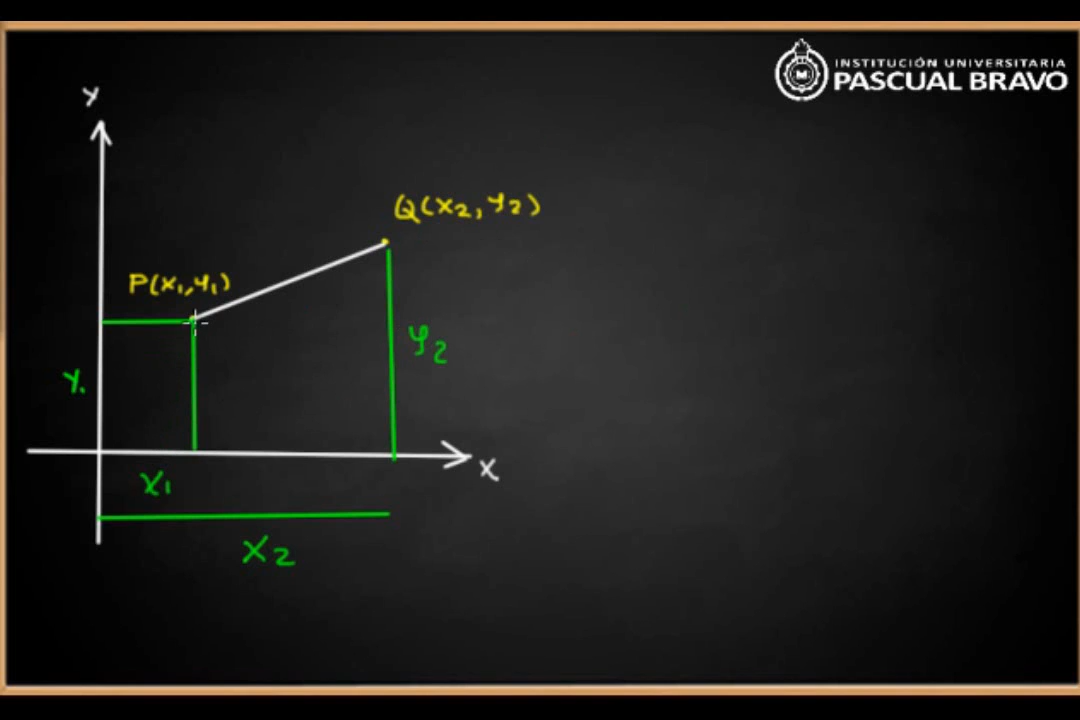 INSTITUCIÓN UNIVERSITARIA
PASCUAL BRAVO
y
Q(x2, y2)
P(x1, y1)
y2
y1
x
x1
x2